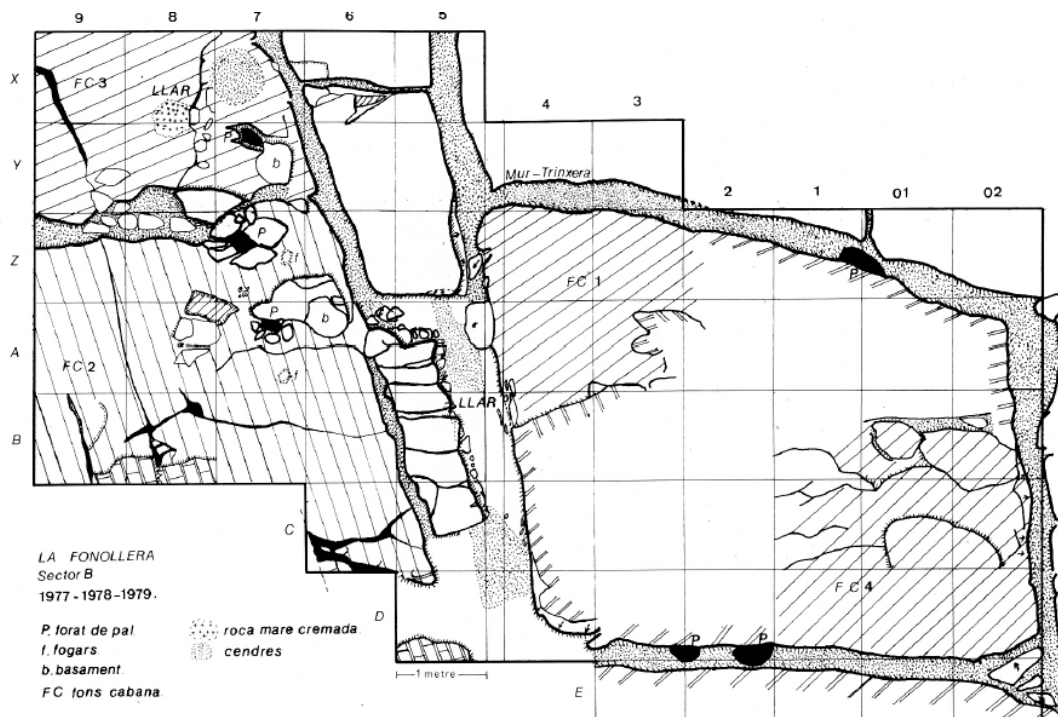 9 8 7 6 5
4 3
2 1 01 02
X
Y
Z
A
B
C
D
E
FC 3
LLAR
P
b
Mur-Trinxera
P
f
FC 1
P
P
b
f
FC 2
LLAR
FC 4
P P
LA FONOLLERA
Sector B
1977-1978-1979.
P. forat de pal
f. fogars
b. basament
FC fons cabana
roca mare cremada
cendres
1 metre